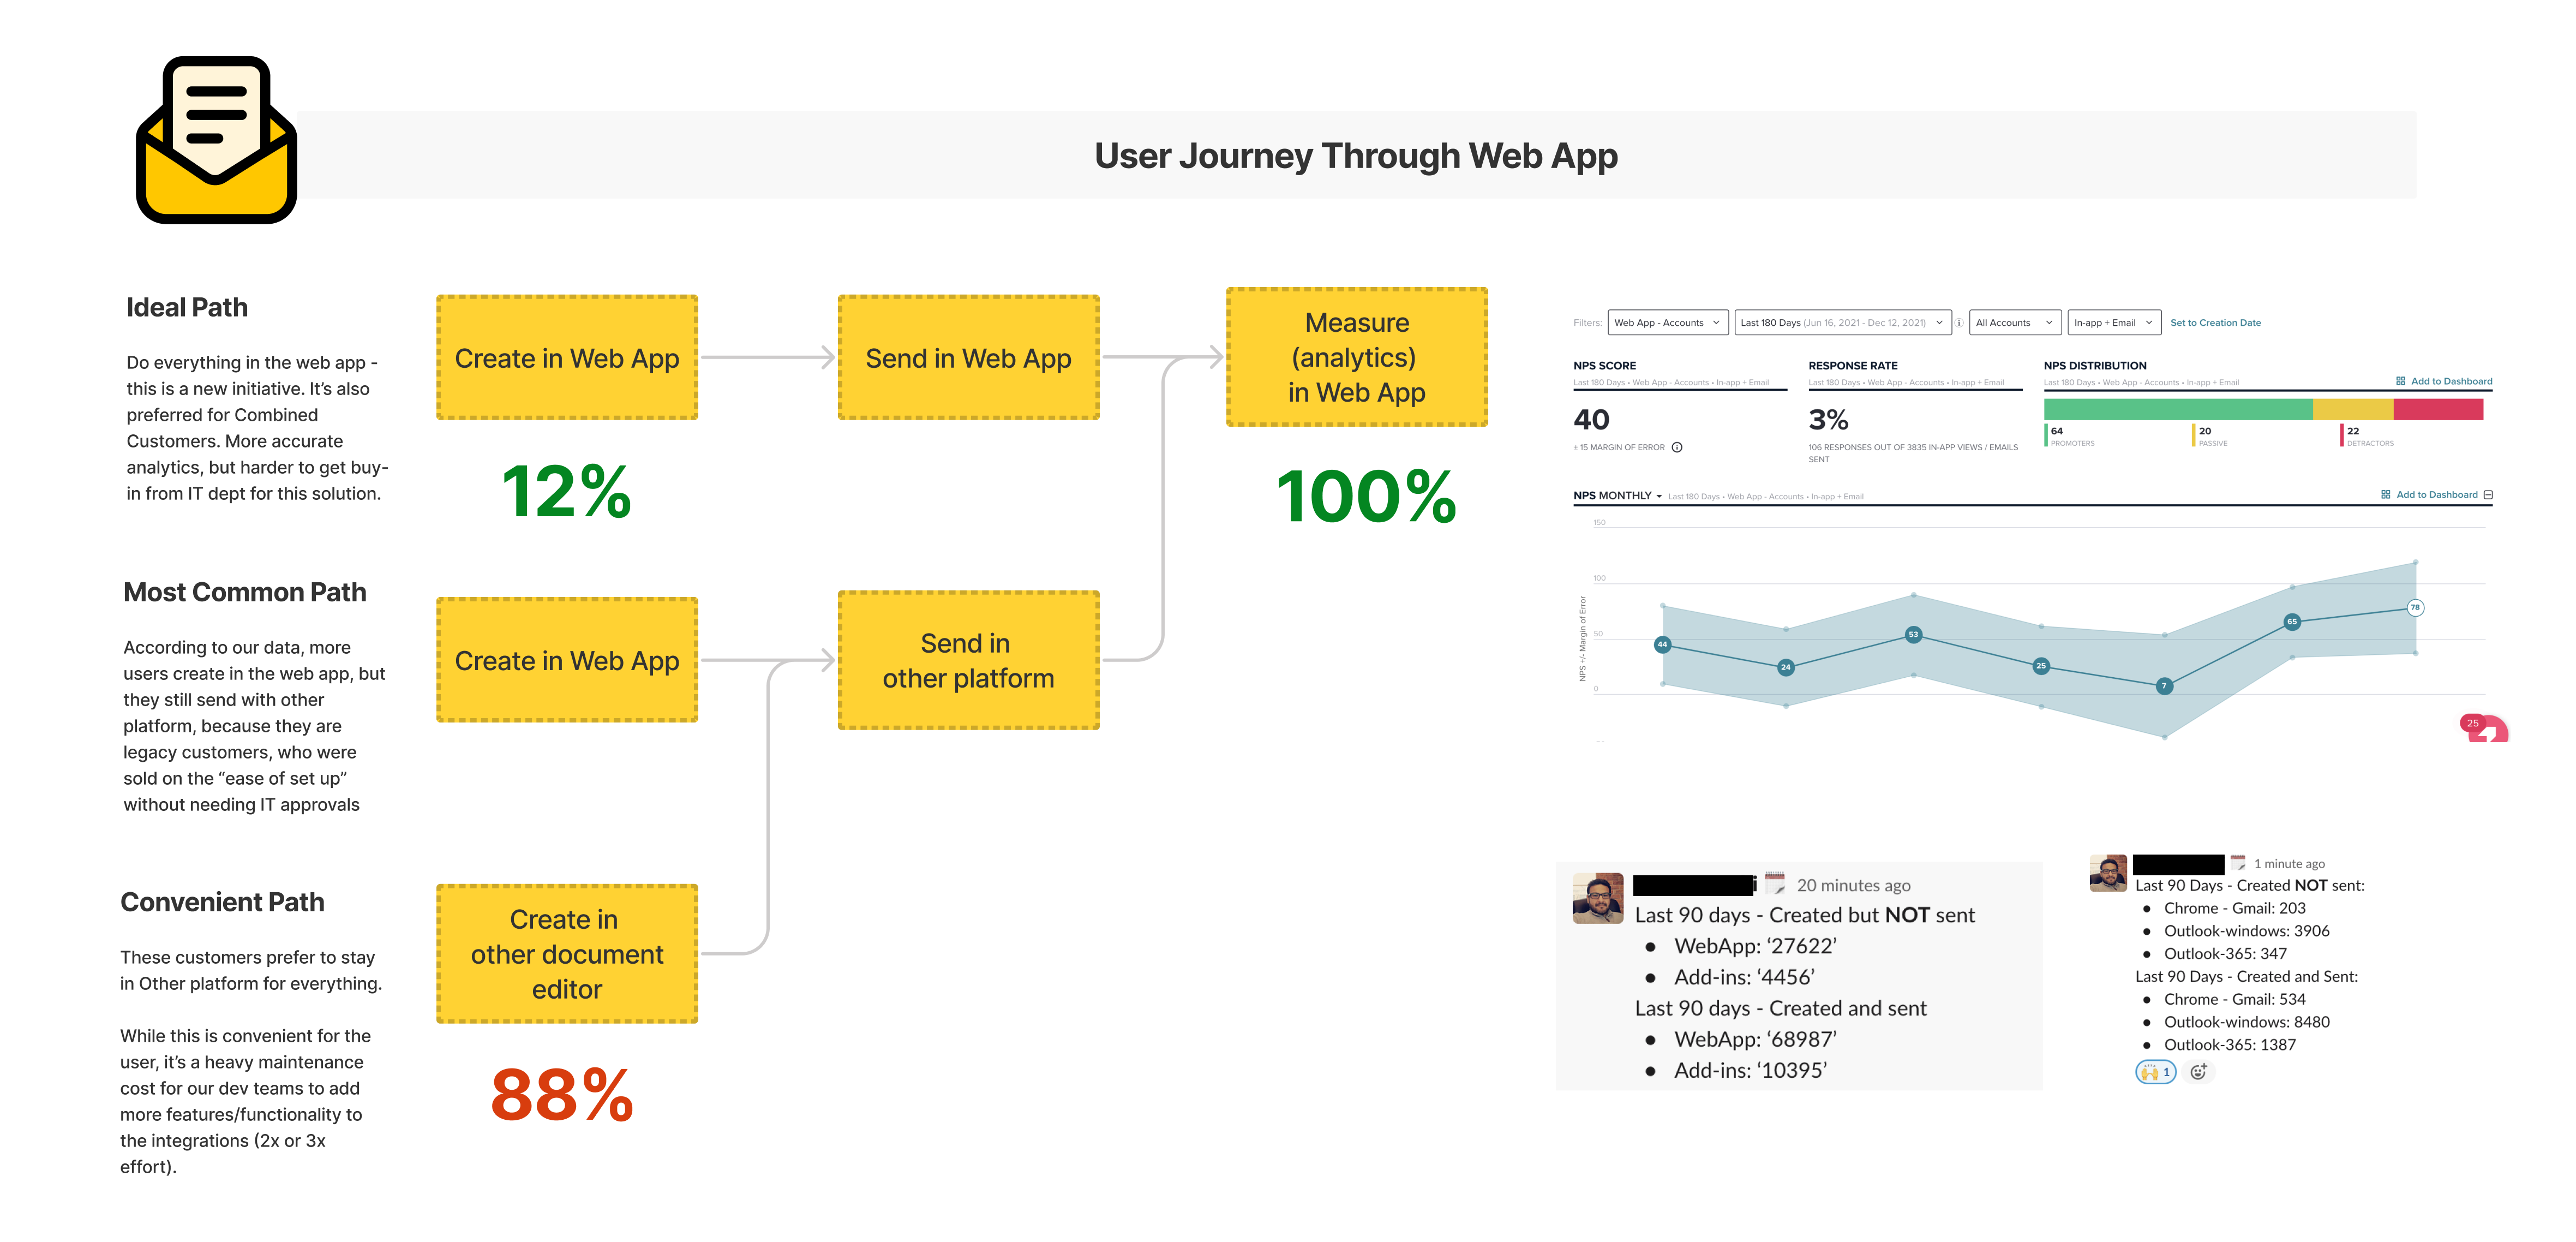 User Journey Through Web App
Ideal Path
Do everything in the web app -
this is a new initiative. It’s also
preferred for Combined
Customers. More accurate
analytics, but harder to get buy-
in from IT dept for this solution.
Create in Web App
Send in Web App
Measure
(analytics)
in Web App
12%
100%
Most Common Path
According to our data, more
users create in the web app, but
they still send with other
platform, because they are
legacy customers, who were
sold on the “ease of set up”
without needing IT approvals
Create in Web App
Send in
other platform
Convenient Path
These customers prefer to stay
in Other platform for everything.
While this is convenient for the
user, it’s a heavy maintenance
cost for our dev teams to add
more features/functionality to
the integrations (2x or 3x
effort).
Create in
other document
editor
88%
Filters: Web App - Accounts Last 180 Days (Jun 16, 2021 - Dec 12, 2021) All Accounts In-app + Email Set to Creation Date
NPS SCORE
Last 180 Days • Web App - Accounts • In-app + Email
40
± 15 MARGIN OF ERROR
RESPONSE RATE
Last 180 Days • Web App - Accounts • In-app + Email
3%
106 RESPONSES OUT OF 3835 IN-APP VIEWS / EMAILS
SENT
NPS DISTRIBUTION
Last 180 Days • Web App - Accounts • In-app + Email
Add to Dashboard
64
PROMOTERS
20
PASSIVE
22
DETRACTORS
NPS MONTHLY Last 180 Days • Web App - Accounts • In-app + Email
Add to Dashboard
NPS +/- Margin of Error
150
100
50
0
44
24
53
25
7
65
78
25
20 minutes ago
Last 90 days - Created but NOT sent
● WebApp: ‘27622’
● Add-ins: ‘4456’
Last 90 days - Created and sent
● WebApp: ‘68987’
● Add-ins: ‘10395’
1 minute ago
Last 90 Days - Created NOT sent:
● Chrome - Gmail: 203
● Outlook-windows: 3906
● Outlook-365: 347
Last 90 Days - Created and Sent:
● Chrome - Gmail: 534
● Outlook-windows: 8480
● Outlook-365: 1387
1